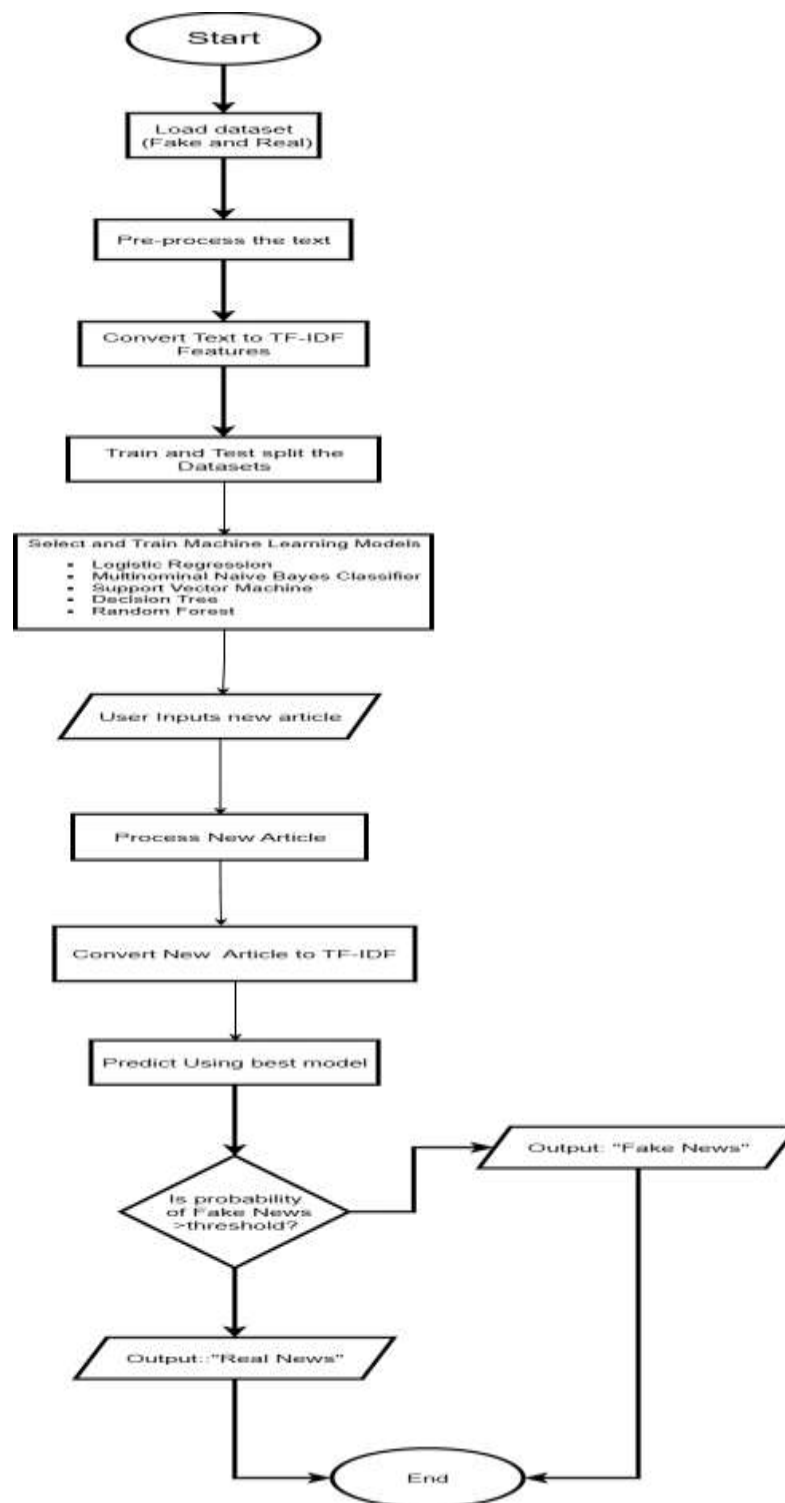 Start
Load dataset
(Fake and Real)
Pre-process the text
Convert Text to TF-IDF
Features
Train and Test split the
Datasets
Select and Train Machine Learning Models
▪ Logistic Regression
▪ Multinominal Naive Bayes Classifier
▪ Support Vector Machine
▪ Decision Tree
▪ Random Forest
User Inputs new article
Process New Article
Convert New Article to TF-IDF
Predict Using best model
Is probability
of Fake News
>threshold?
Output: "Fake News"
Output::"Real News"
End